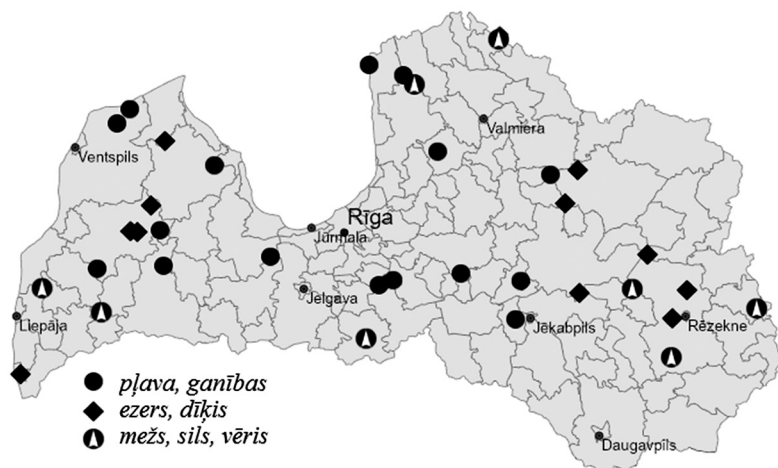 Valmiera
Ventspils
Rīga
Jūrmala
Jelgava
Liepāja
Jēkabpils
Rēzekne
pļava, ganības
ezers, dīķis
mežs, sils, vēris
Daugavpils